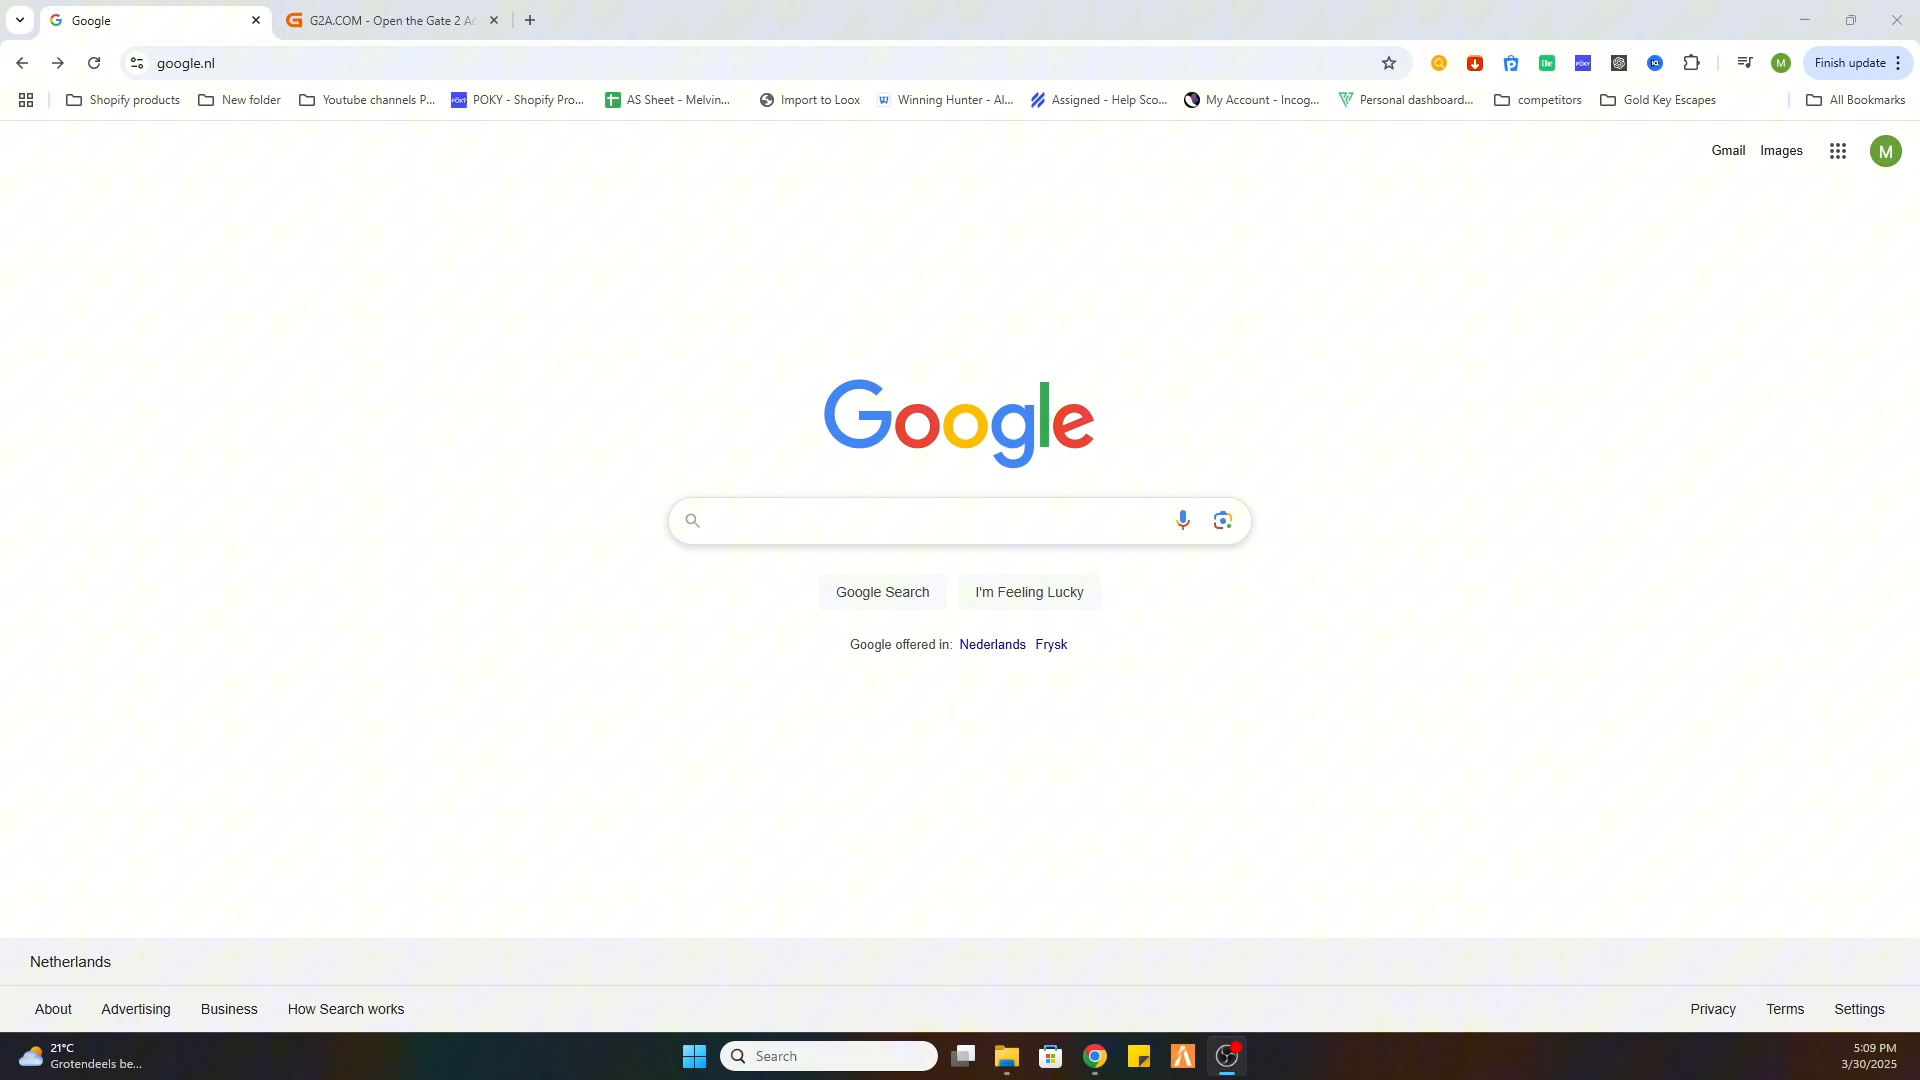 Google
G2A.COM - Open the Gate 2 Ac
google.nl
Finish update
Shopify products
New folder
Youtube channels P...
POKY - Shopify Pro...
AS Sheet - Melvin...
Import to Loox
Winning Hunter - AI...
Assigned - Help Sco...
My Account - Incog...
Personal dashboard...
competitors
Gold Key Escapes
All Bookmarks
Gmail
Images
M
Google
Google Search
I'm Feeling Lucky
Google offered in: Nederlands Frysk
Netherlands
About
Advertising
Business
How Search works
Privacy
Terms
Settings
21°C
Grotendeels be...
Search
5:09 PM
3/30/2025